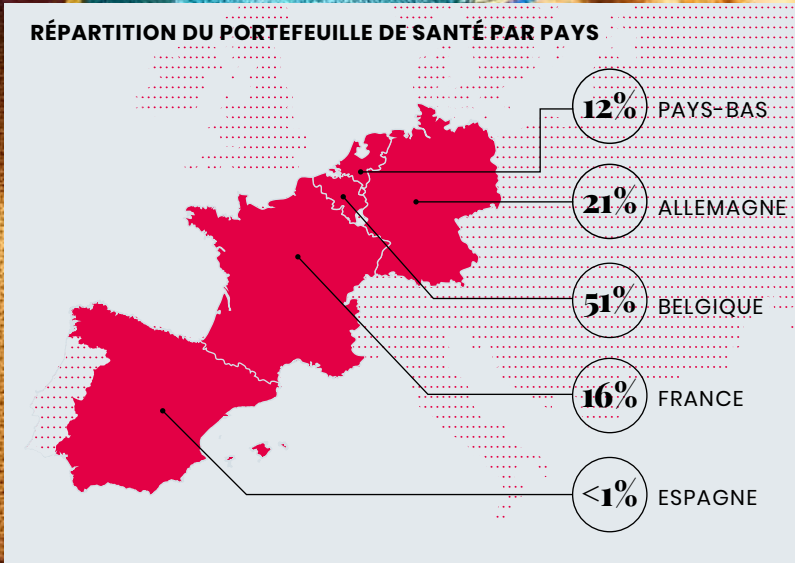 RÉPARTITION DU PORTEFEUILLE DE SANTÉ PAR PAYS
12% PAYS-BAS
21% ALLEMAGNE
51% BELGIQUE
16% FRANCE
<1% ESPAGNE